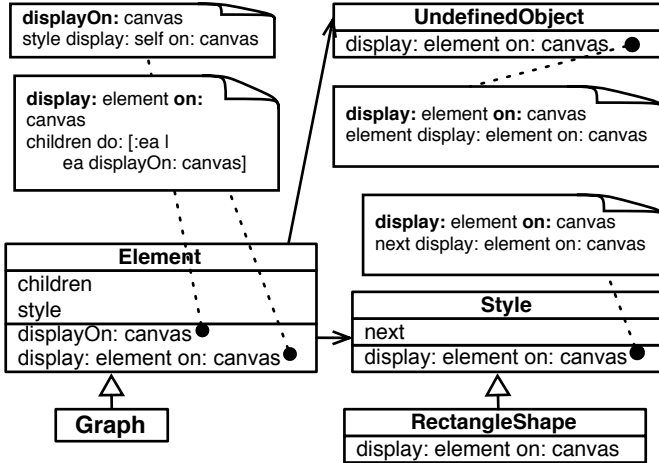 displayOn: canvas
style display: self on: canvas
display: element on:
canvas
children do: [:ea |
ea displayOn: canvas]
UndefinedObject
display: element on: canvas
display: element on: canvas
element display: element on: canvas
display: element on: canvas
next display: element on: canvas
Element
children
style
displayOn: canvas
display: element on: canvas
Style
next
display: element on: canvas
Graph
RectangleShape
display: element on: canvas